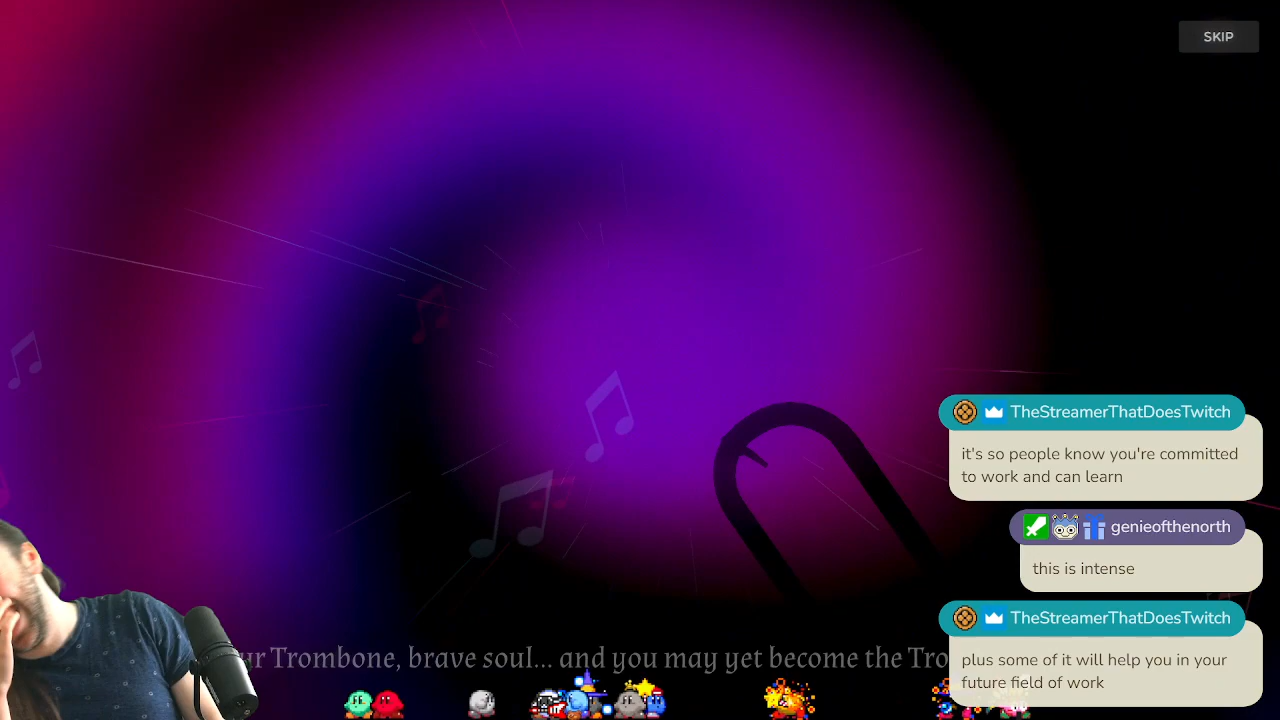 SKIP
TheStreamerThatDoesTwitch
it's so people know you're committed
to work and can learn
genieofthenorth
this is intense
Trombone, brave soul... and you may yet become the
TheStreamerThatDoesTwitch
plus some of it will help you in your
future field of work